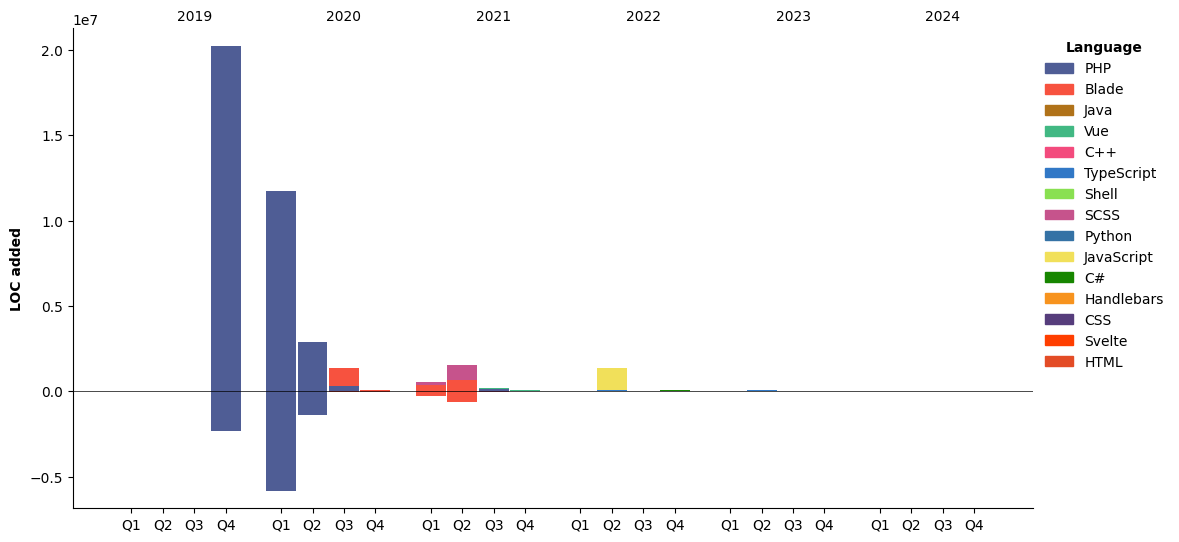 1e7
2019 2020 2021 2022 2023 2024
LOC added
2.0
1.5
1.0
0.5
0.0
−0.5
Q1 Q2 Q3 Q4 Q1 Q2 Q3 Q4 Q1 Q2 Q3 Q4 Q1 Q2 Q3 Q4 Q1 Q2 Q3 Q4 Q1 Q2 Q3 Q4
Language
PHP
Blade
Java
Vue
C++
TypeScript
Shell
SCSS
Python
JavaScript
C#
Handlebars
CSS
Svelte
HTML